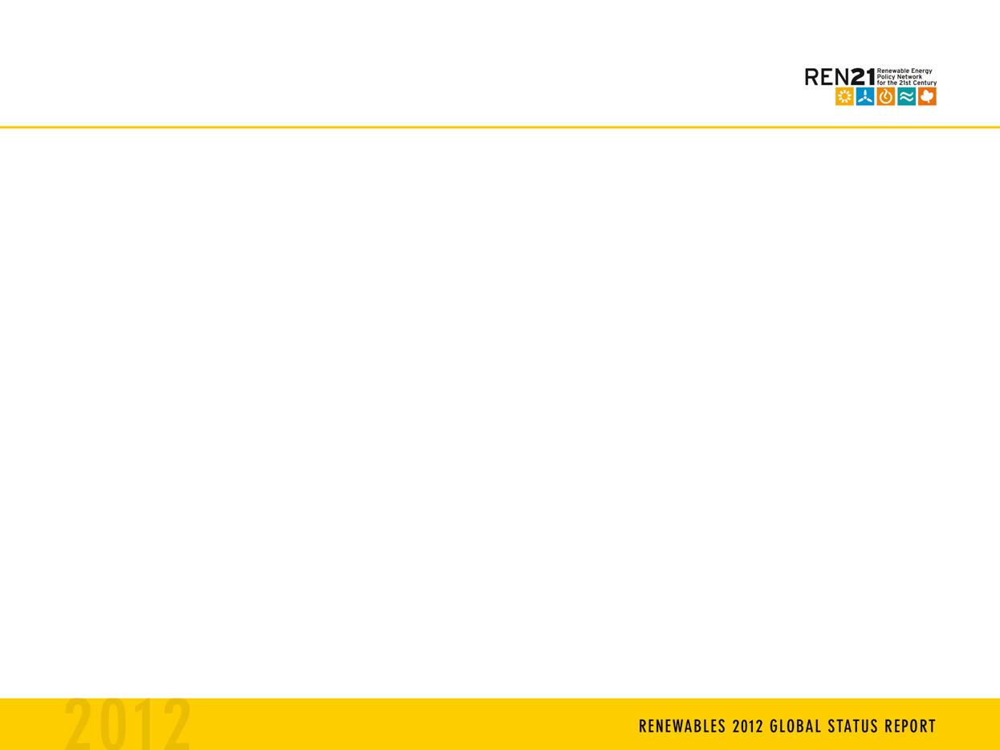 REN21
Renewable Energy
Policy Network
for the 21st Century
2012
RENEWABLES 2012 GLOBAL STATUS REPORT